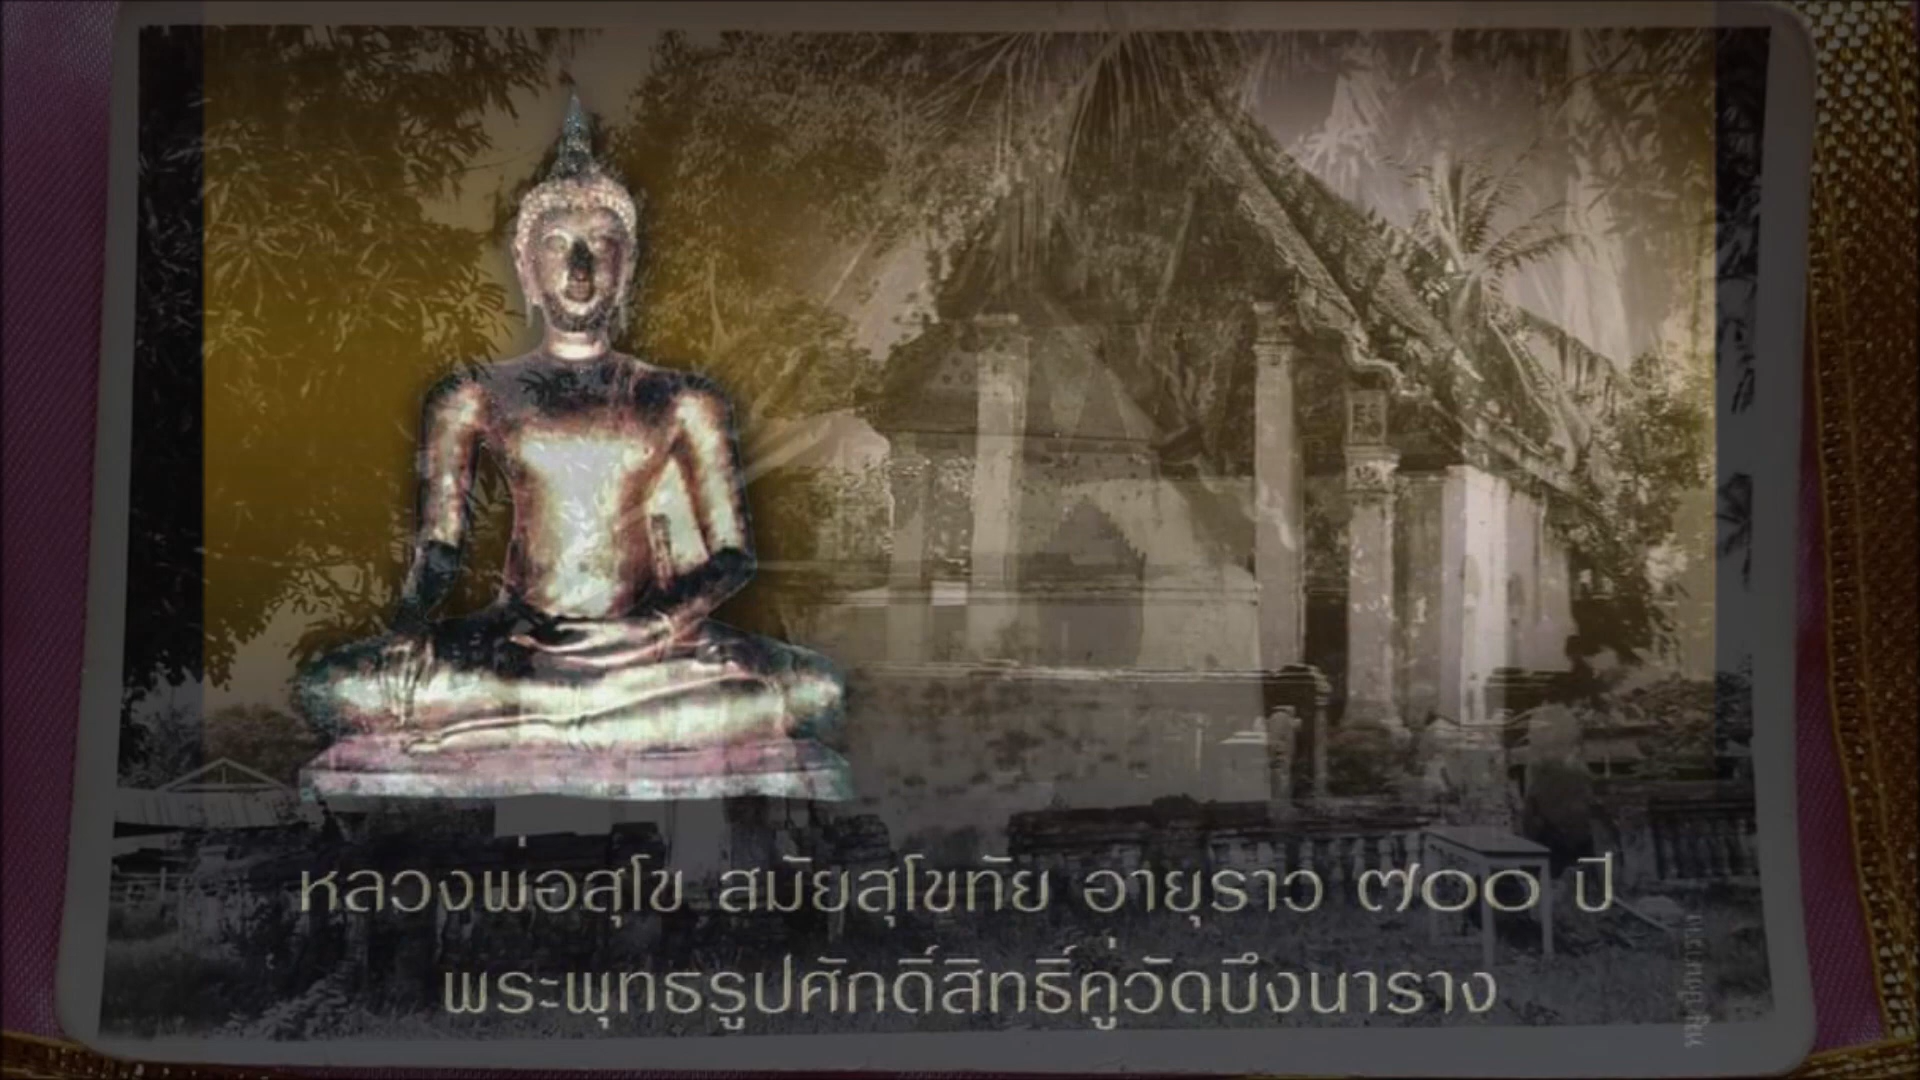 หลวงพ่อสุโข สมัยสุโขทัย อายุราว ๗๐๐ ปี
พระพุทธรูปศักดิ์สิทธิ์คู่วัดบึงนาราง